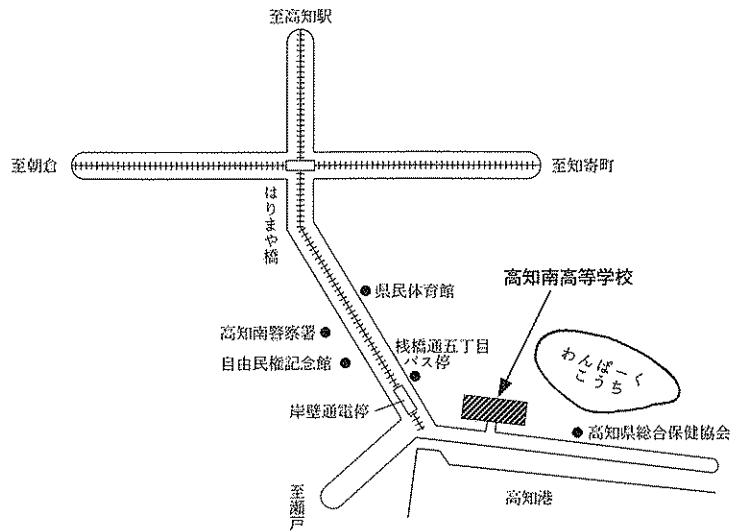 至高知駅
至朝倉
至知寄町
はりまや橋
県民体育館
高知南高等学校
高知南警察署
桟橋通五丁目
バス停
自由民権記念館
わんぱーく
こうち
岸壁通電停
高知県総合保健協会
至瀬戸
高知港